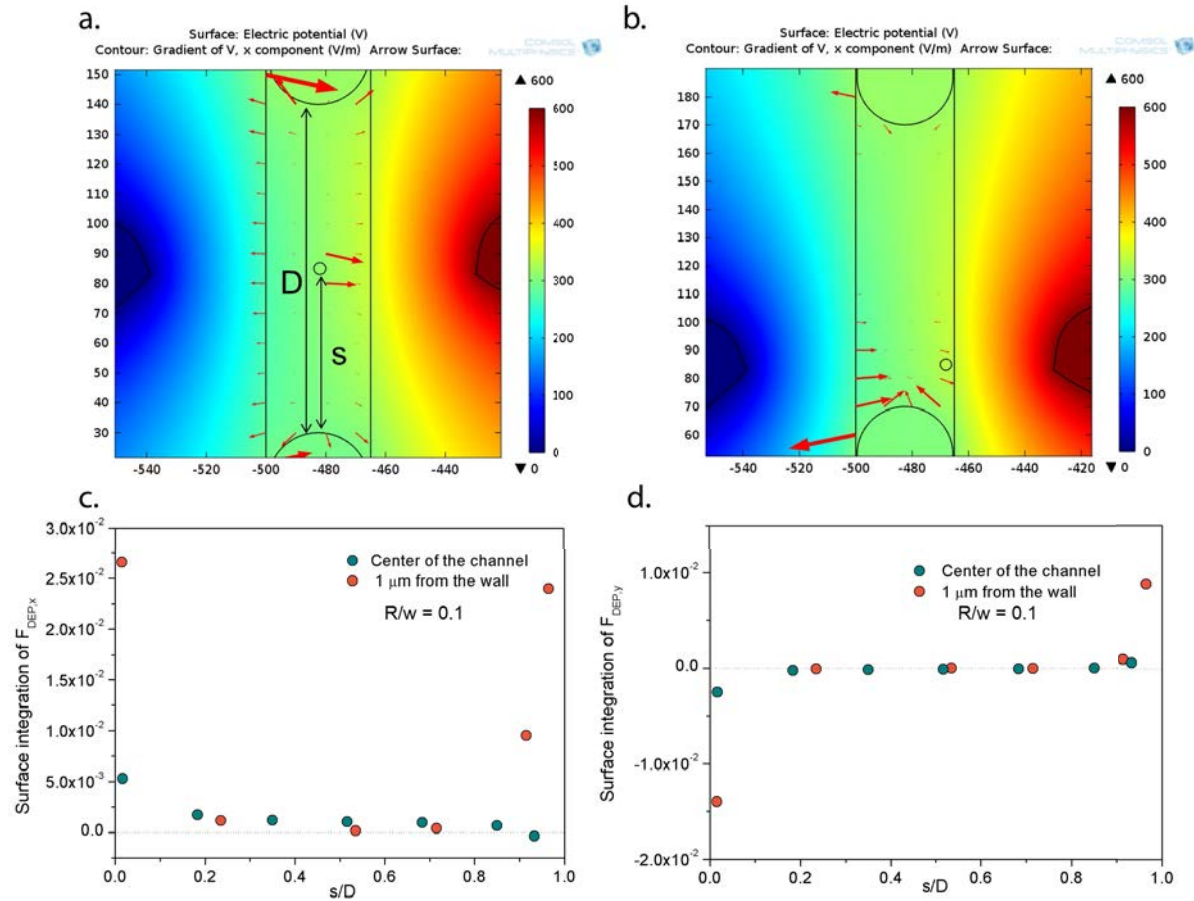 a.
Surface: Electric potential (V)
Contour: Gradient of V, x component (V/m) Arrow Surface:
COMSOL
MULTIPHYSICS
▲ 600
150
140
130
120
110
100
90
80
70
60
50
40
30
D
s
600
500
400
300
200
100
0
▼ 0
-540
-520
-500
-480
-460
-440
b.
Surface: Electric potential (V)
Contour: Gradient of V, x component (V/m) Arrow Surface:
COMSOL
MULTIPHYSICS
▲ 600
180
170
160
150
140
130
120
110
100
90
80
70
60
600
500
400
300
200
100
0
▼ 0
-540
-520
-500
-480
-460
-440
-420
c.
Surface integration of F_DEP,x
3.0x10⁻²
2.5x10⁻²
2.0x10⁻²
1.5x10⁻²
1.0x10⁻²
5.0x10⁻³
0.0
Center of the channel
1 µm from the wall
R/w = 0.1
0.0 0.2 0.4 0.6 0.8 1.0
s/D
d.
Surface integration of F_DEP,y
1.0x10⁻²
0.0
-1.0x10⁻²
-2.0x10⁻²
Center of the channel
1 µm from the wall
R/w = 0.1
0.0 0.2 0.4 0.6 0.8 1.0
s/D